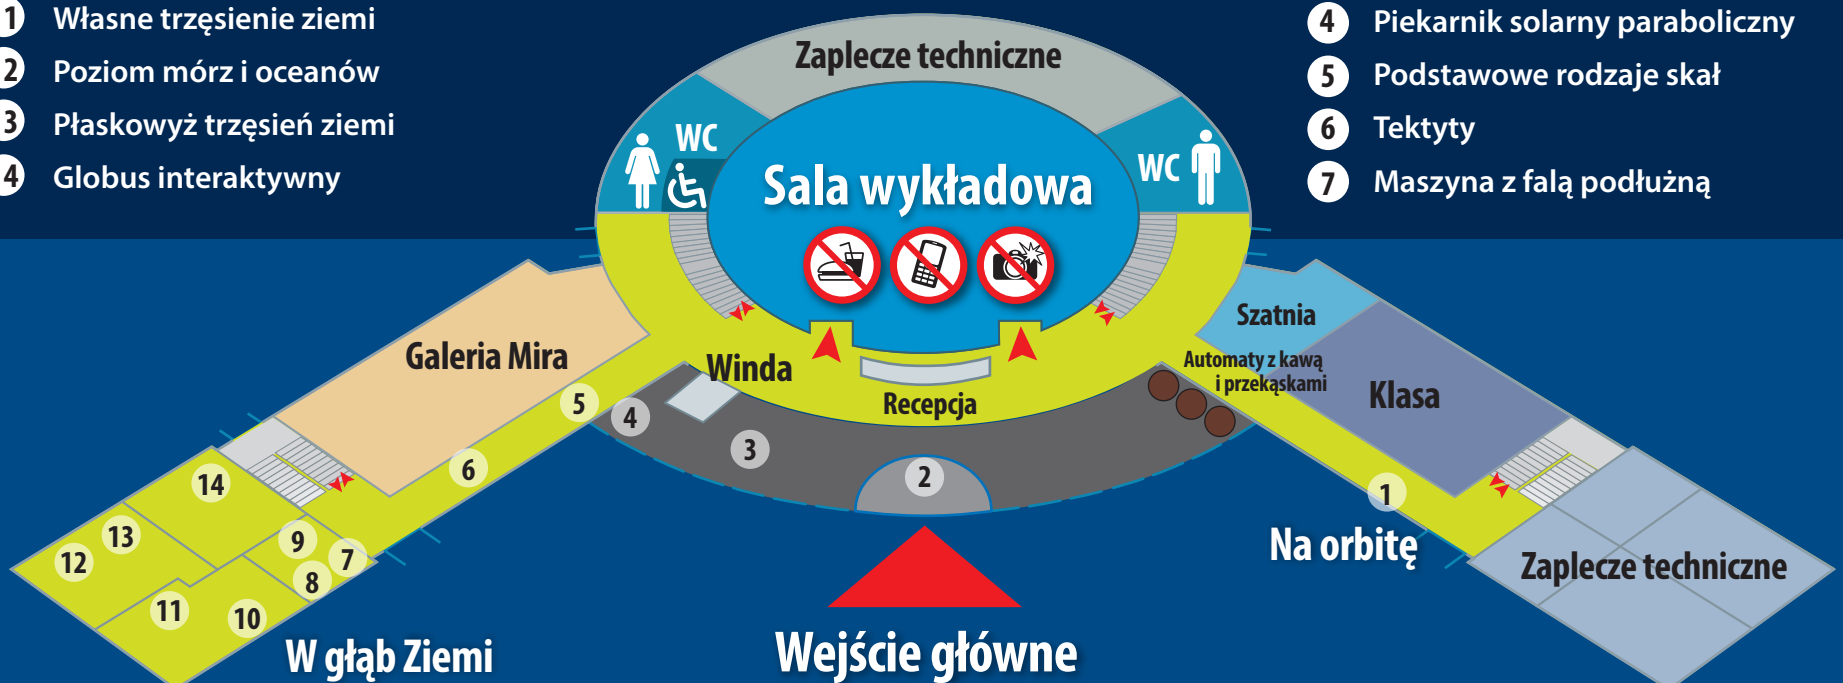 1 Własne trzęsienie ziemi
2 Poziom mórz i oceanów
3 Płaskowyż trzęsień ziemi
4 Globus interaktywny
4 Piekarnik solarny paraboliczny
5 Podstawowe rodzaje skał
6 Tektyty
7 Maszyna z falą podłużną
Zaplecze techniczne
WC
WC
Sala wykładowa
Galeria Mira
Winda
Recepcja
Szatnia
Automaty z kawą
i przekąskami
Klasa
5
4
3
2
6
1
14
13
12
9
7
8
11
10
Na orbitę
Zaplecze techniczne
W głąb Ziemi
Wejście główne